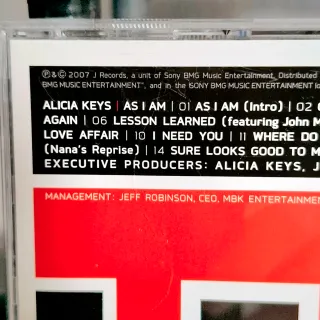 ℗&© 2007 J Records, a unit of Sony BMG Music Entertainment. Distributed
BMG MUSIC ENTERTAINMENT", and in the (SONY BMG MUSIC ENTERTAINMENT lo
ALICIA KEYS | AS I AM | 01 AS I AM (Intro) | 02
AGAIN | 06 LESSON LEARNED (featuring John M
LOVE AFFAIR | 10 I NEED YOU | 11 WHERE DO
(Nana's Reprise) | 14 SURE LOOKS GOOD TO M
EXECUTIVE PRODUCERS: ALICIA KEYS, J
MANAGEMENT: JEFF ROBINSON, CEO, MBK ENTERTAINMEN